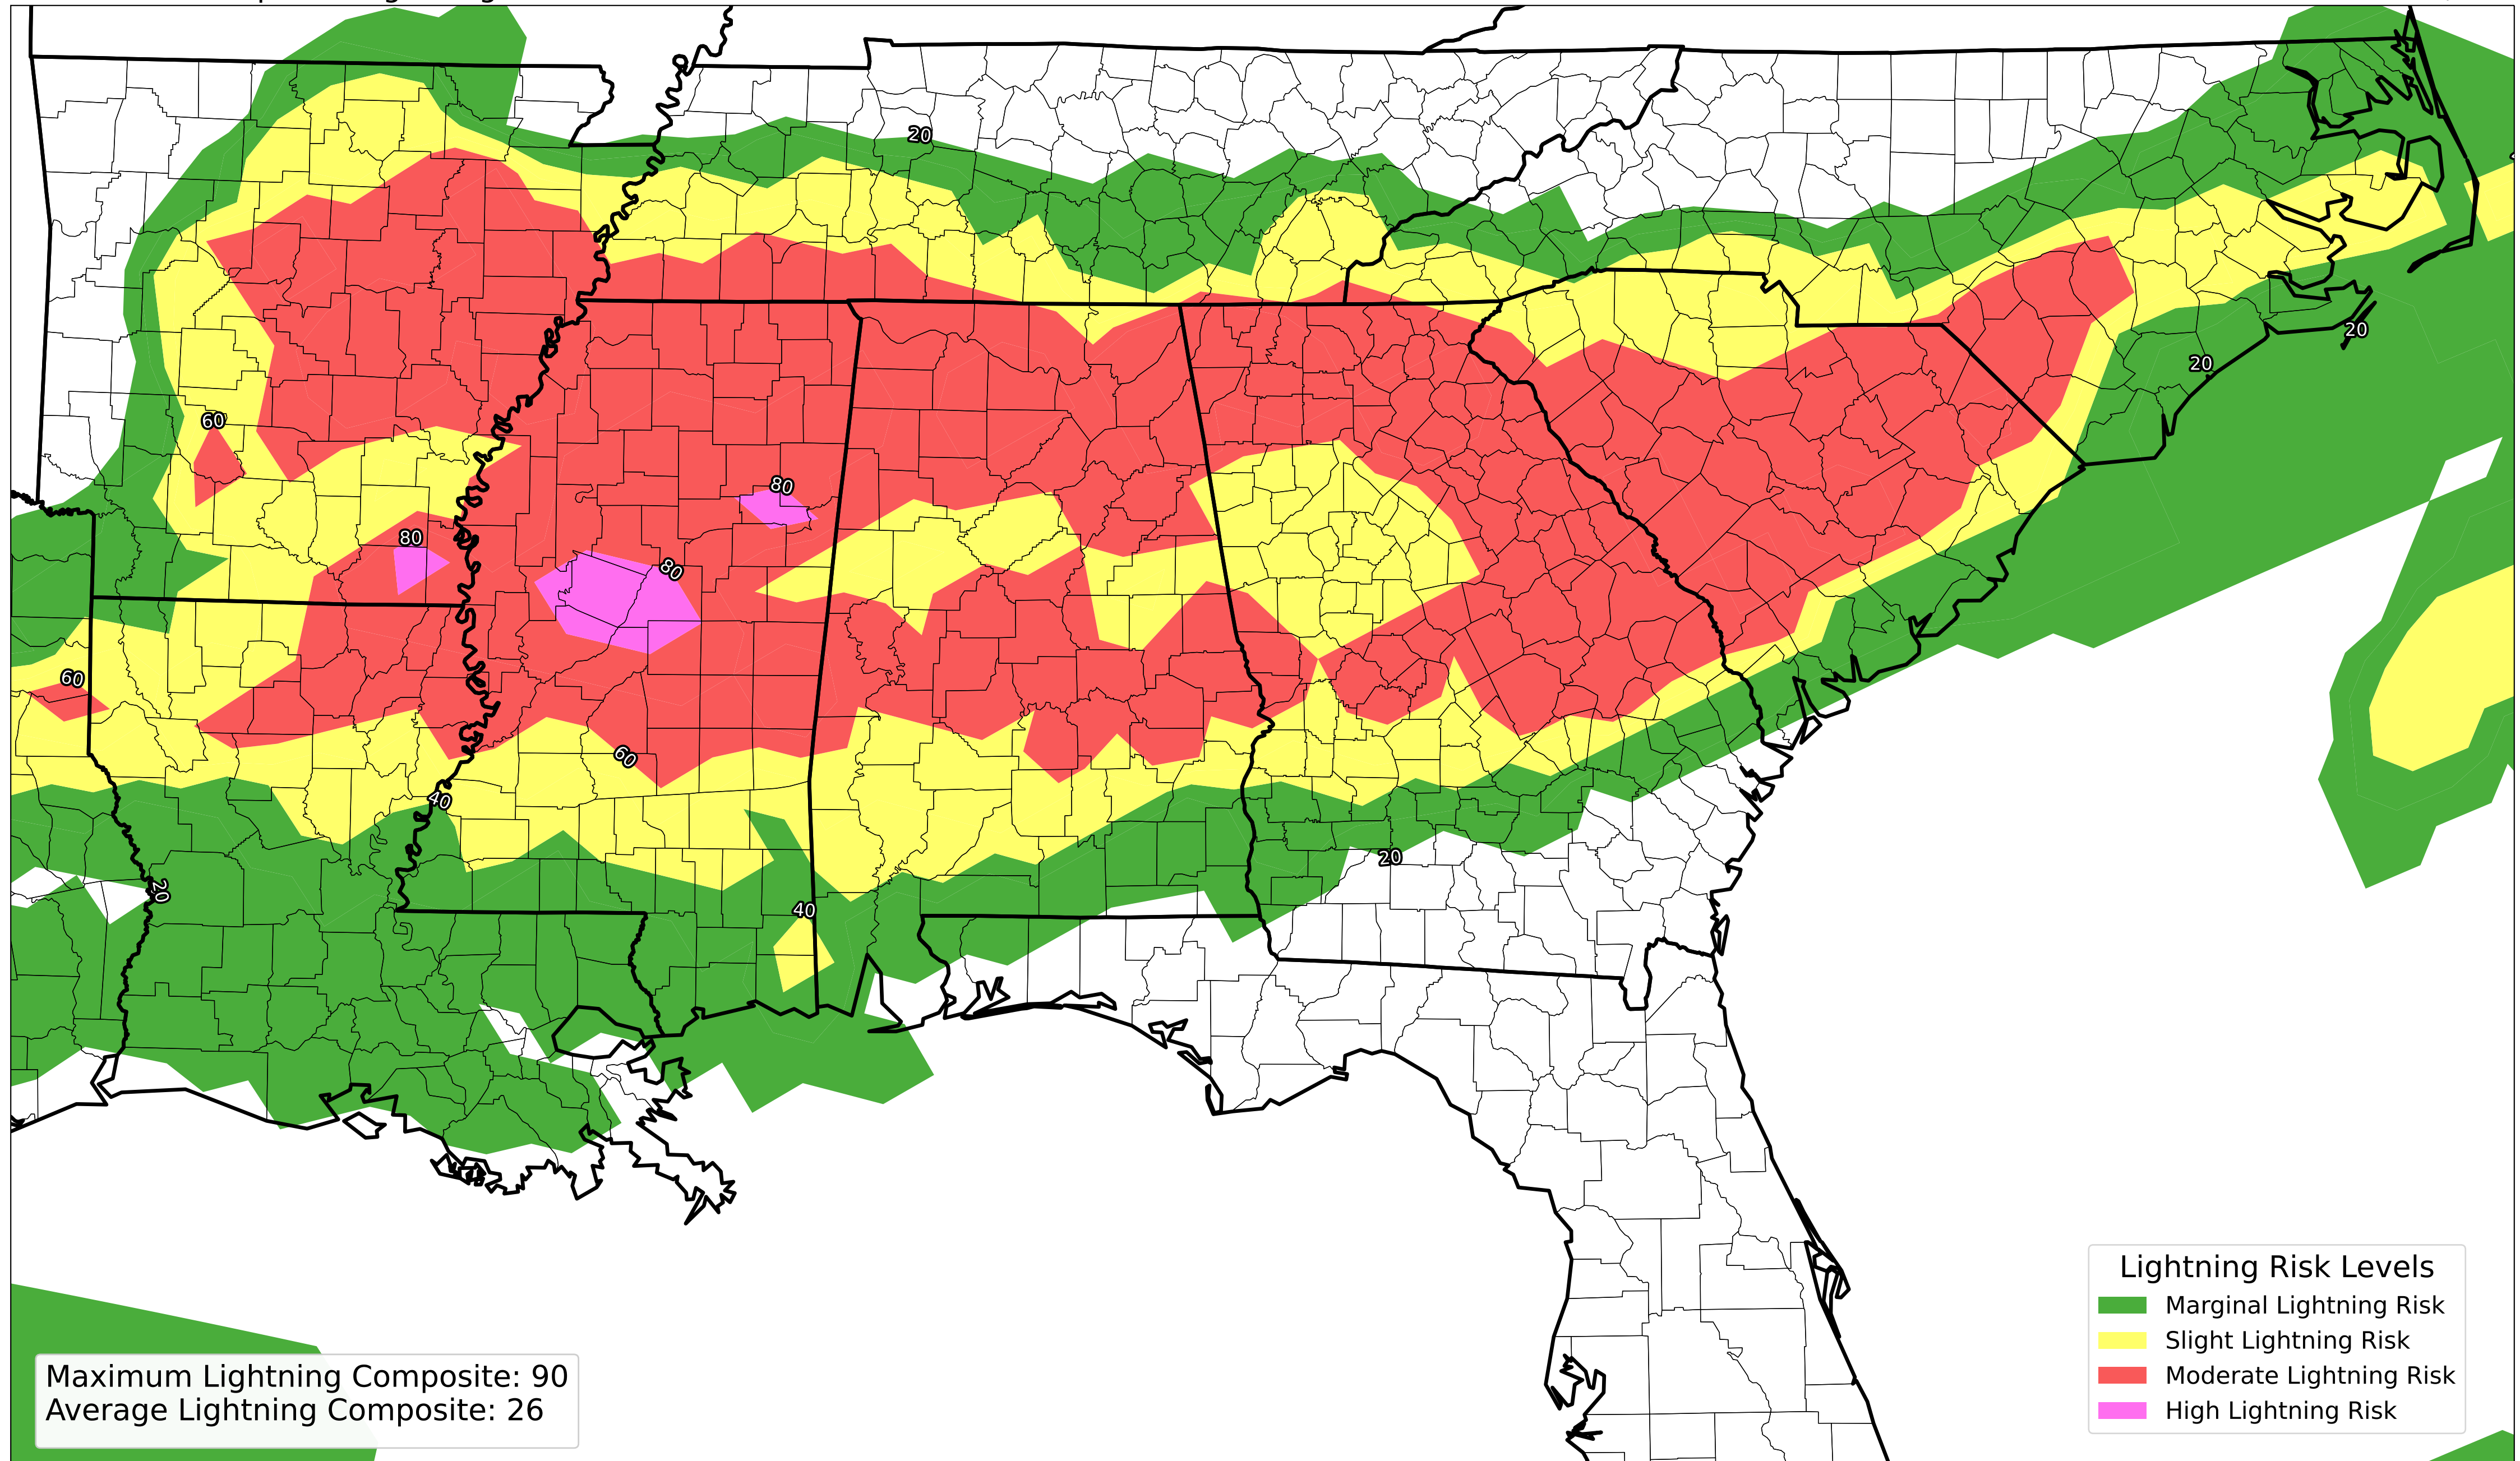 20
20
20
60
80
80
80
60
60
40
20
20
40
Lightning Risk Levels
Marginal Lightning Risk
Slight Lightning Risk
Moderate Lightning Risk
High Lightning Risk
Maximum Lightning Composite: 90
Average Lightning Composite: 26